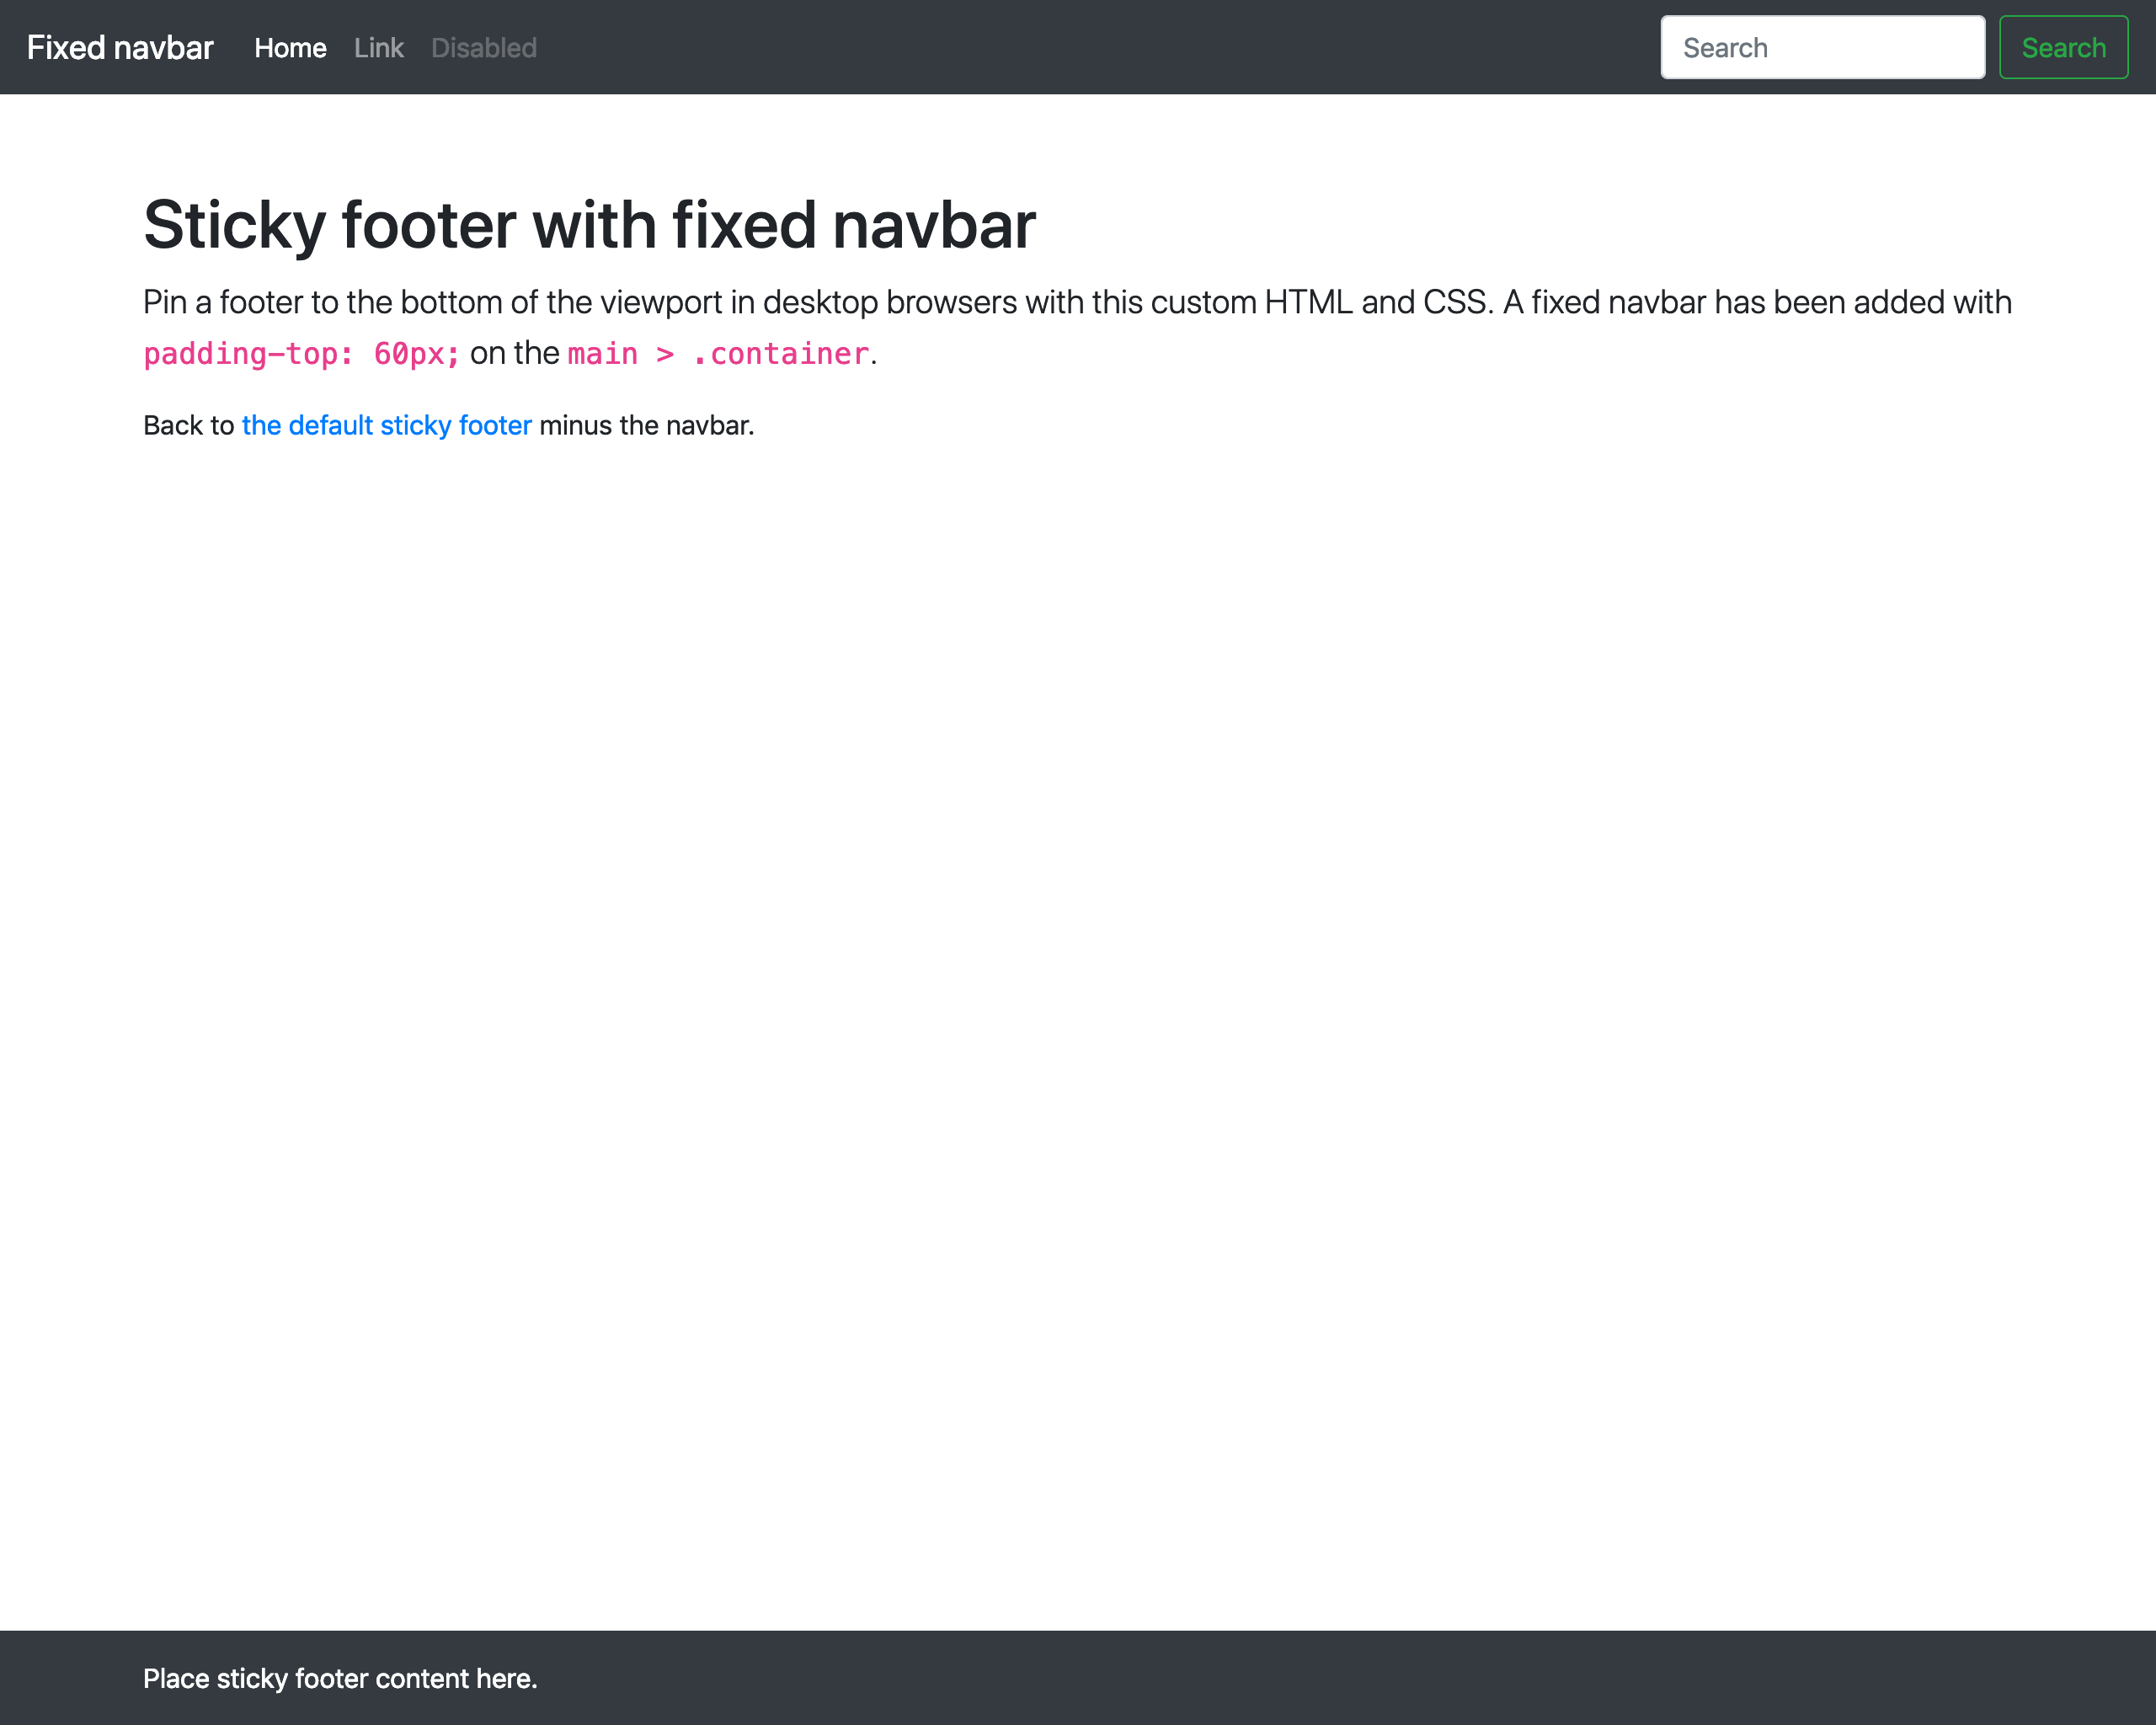 Fixed navbar Home Link Disabled Search Search
Sticky footer with fixed navbar
Pin a footer to the bottom of the viewport in desktop browsers with this custom HTML and CSS. A fixed navbar has been added with
padding-top: 60px; on the main > .container.
Back to the default sticky footer minus the navbar.
Place sticky footer content here.